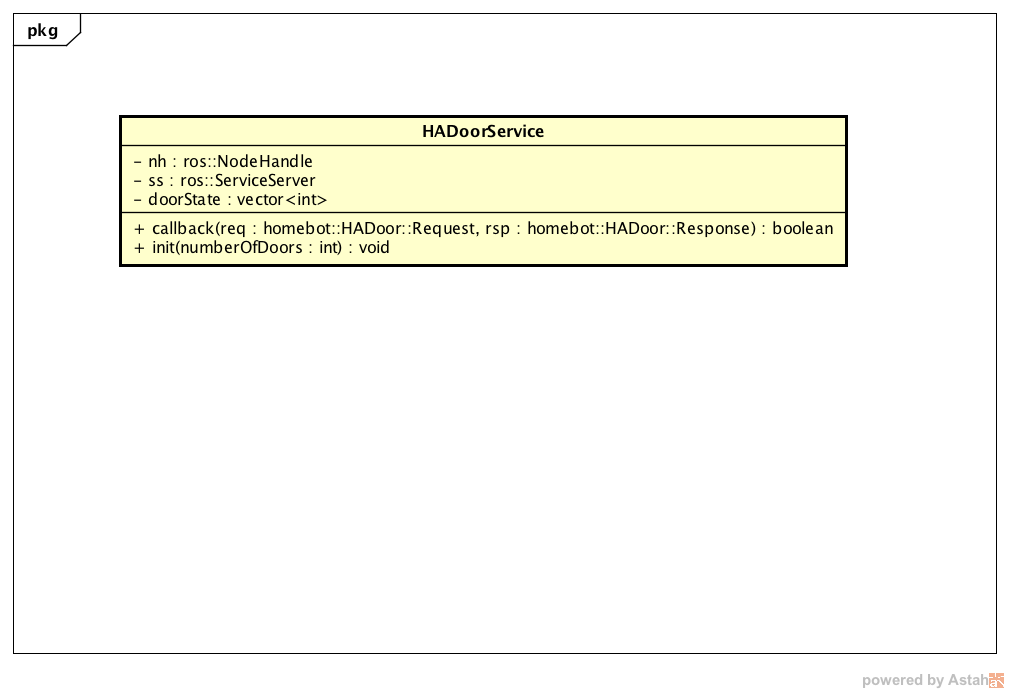 pkg
HADoorService
- nh : ros::NodeHandle
- ss : ros::ServiceServer
- doorState : vector<int>
+ callback(req : homebot::HADoor::Request, rsp : homebot::HADoor::Response) : boolean
+ init(numberOfDoors : int) : void
powered by Astah